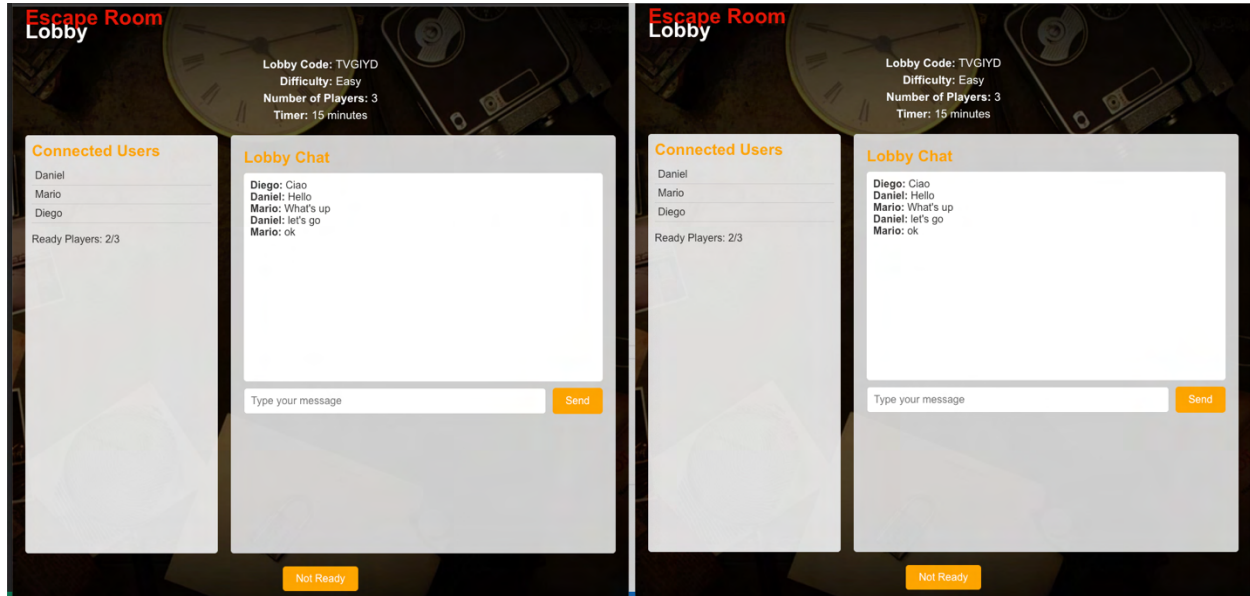 Escape Room
Lobby
Lobby Code: TVGIYD
Difficulty: Easy
Number of Players: 3
Timer: 15 minutes
Connected Users
Daniel
Mario
Diego
Ready Players: 2/3
Lobby Chat
Diego: Ciao
Daniel: Hello
Mario: What's up
Daniel: let's go
Mario: ok
Type your message
Send
Not Ready
Escape Room
Lobby
Lobby Code: TVGIYD
Difficulty: Easy
Number of Players: 3
Timer: 15 minutes
Connected Users
Daniel
Mario
Diego
Ready Players: 2/3
Lobby Chat
Diego: Ciao
Daniel: Hello
Mario: What's up
Daniel: let's go
Mario: ok
Type your message
Send
Not Ready